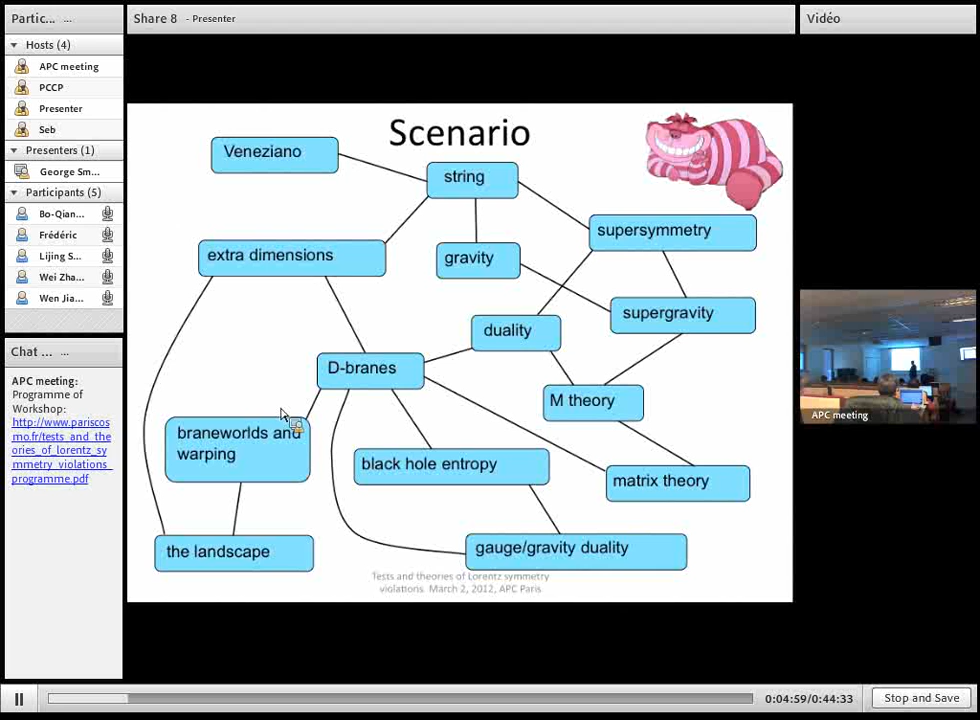 Partic... ...
Hosts (4)
APC meeting
PCCP
Presenter
Seb
Presenters (1)
George Sm...
Participants (5)
Bo-Qian...
Frédéric
Lijing S...
Wei Zha...
Wen Jia...
Chat ... ...
APC meeting:
Programme of
Workshop:
http://www.pariscos
mo.fr/tests_and_the
ories_of_lorentz_sy
mmetry_violations_
programme.pdf
Share 8 - Presenter
Scenario
Veneziano
string
supersymmetry
extra dimensions
gravity
supergravity
duality
D-branes
M theory
braneworlds and
warping
black hole entropy
matrix theory
the landscape
gauge/gravity duality
Tests and theories of Lorentz symmetry
violations. March 2, 2012, APC Paris
Vidéo
APC meeting
0:04:59/0:44:33
Stop and Save